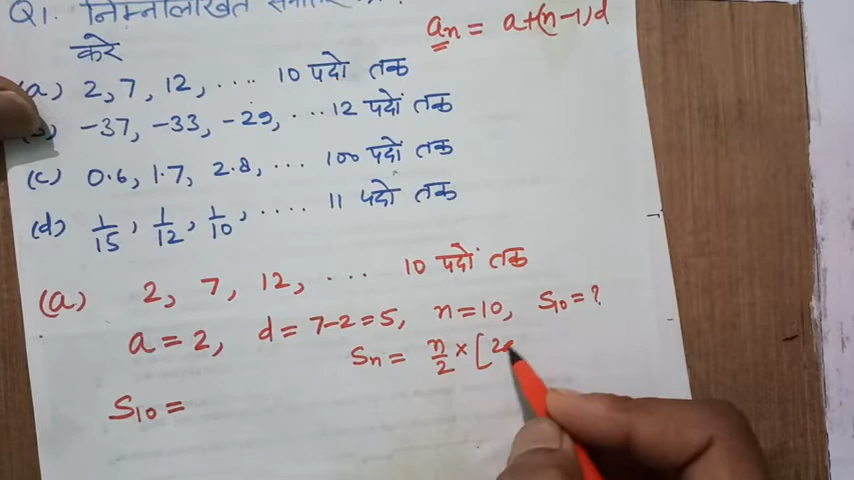 Q1. निम्नलिखित
aₙ = a+(n-1)d
करे
(a) 2, 7, 12, .... 10 पदो तक
-37, -33, -29, ... 12 पदों तक
(c) 0.6, 1.7, 2.8, ... 100 पदो तक
(d) 1/15, 1/12, 1/10, .... 11 पदो तक
(a) 2, 7, 12, ... 10 पदों तक
a = 2, d = 7-2=5, n=10, S₁₀ = ?
Sₙ = n/2 × [2
S₁₀ =